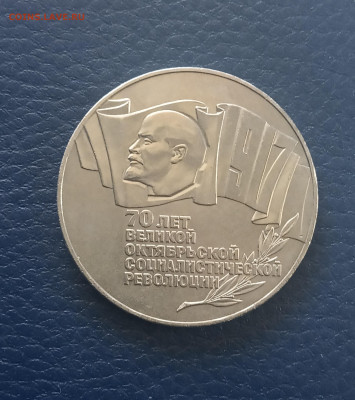 1917
70 ЛЕТ
ВЕЛИКОЙ
ОКТЯБРЬСКОЙ
СОЦИАЛИСТИЧЕСКОЙ
РЕВОЛЮЦИИ